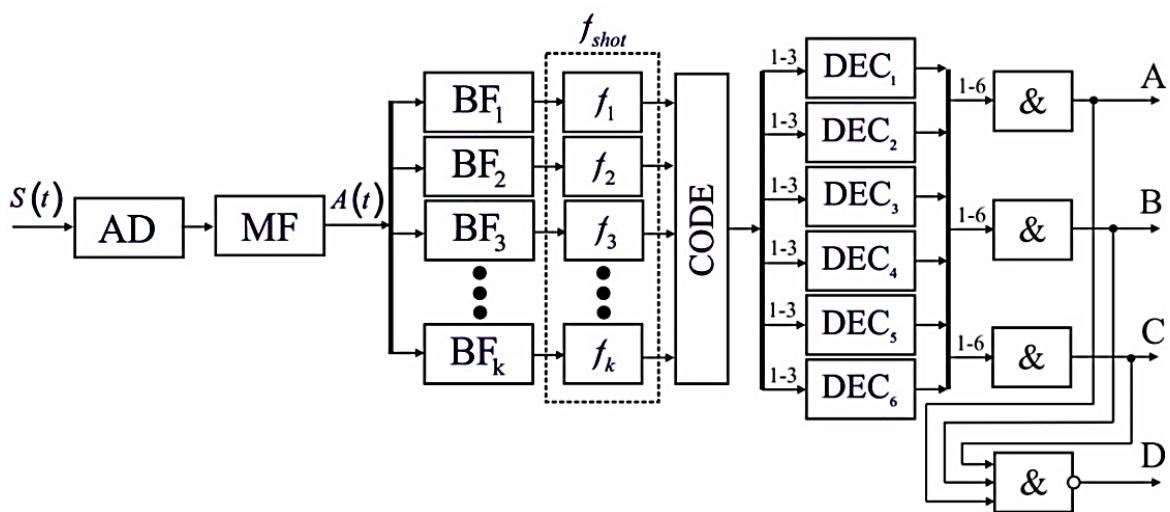 f_shot
S(t)
AD
MF
A(t)
BF₁
BF₂
BF₃
BFₖ
f₁
f₂
f₃
fₖ
CODE
1-3
DEC₁
1-3
DEC₂
1-3
DEC₃
1-3
DEC₄
1-3
DEC₅
1-3
DEC₆
1-6
&
A
1-6
&
B
1-6
&
C
&
D